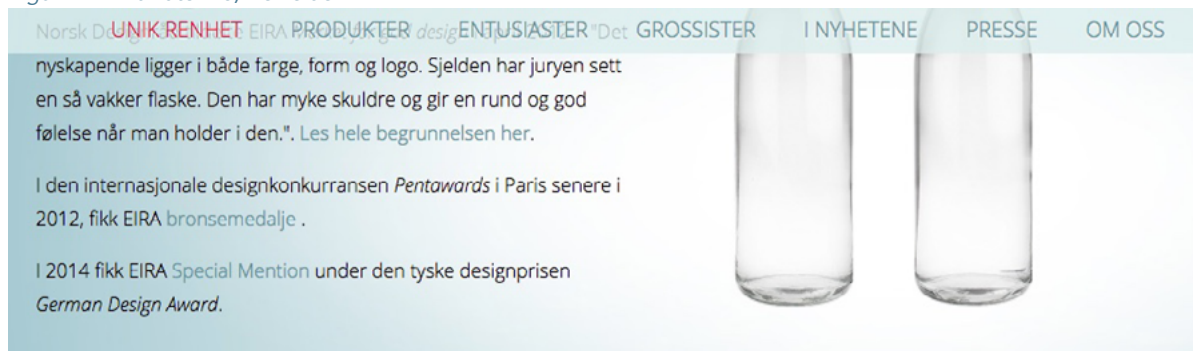 UNIK RENHET PRODUKTER ENTUSIASTER GROSSISTER I NYHETENE PRESSE OM OSS
Norsk EIRA "Det
nyskapende ligger i både farge, form og logo. Sjelden har juryen sett
en så vakker flaske. Den har myke skuldre og gir en rund og god
følelse når man holder i den.". Les hele begrunnelsen her.
I den internasjonale designkonkurransen Pentawards i Paris senere i
2012, fikk EIRA bronsemedalje .
I 2014 fikk EIRA Special Mention under den tyske designprisen
German Design Award.